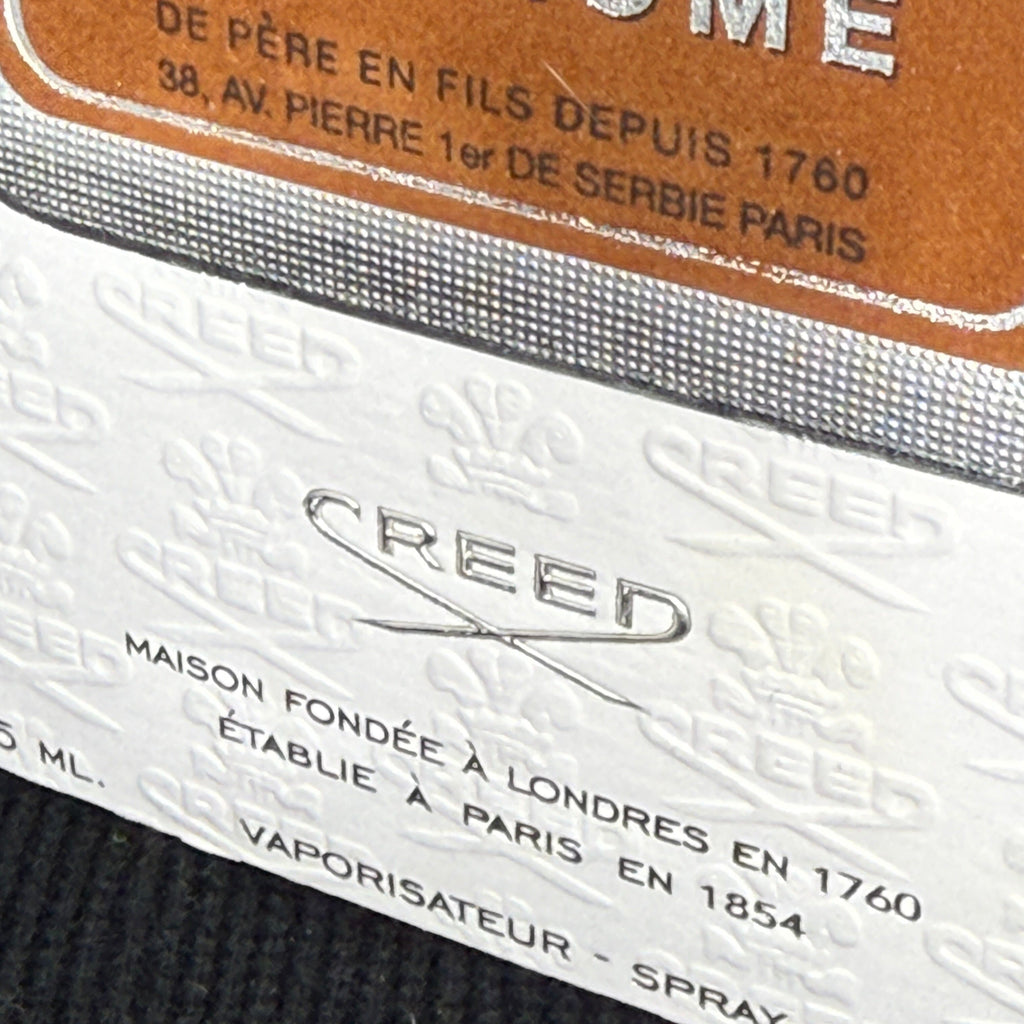 DE PÈRE EN FILS DEPUIS 1760
38, AV. PIERRE 1er DE SERBIE PARIS
CREED
MAISON FONDÉE À LONDRES EN 1760
ÉTABLIE À PARIS EN 1854
5 ML.
VAPORISATEUR - SPRAY